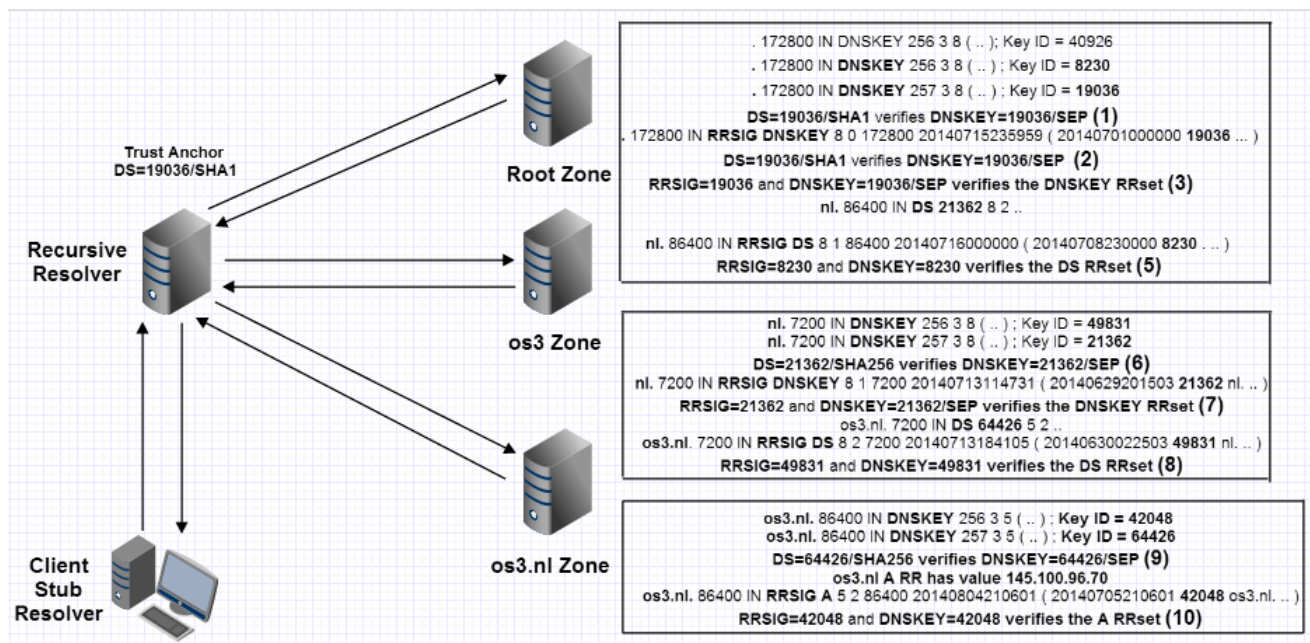 Trust Anchor
DS=19036/SHA1
Recursive
Resolver
Client
Stub
Resolver
Root Zone
os3 Zone
os3.nl Zone
. 172800 IN DNSKEY 256 3 8 ( .. ); Key ID = 40926
. 172800 IN DNSKEY 256 3 8 ( .. ) ; Key ID = 8230
. 172800 IN DNSKEY 257 3 8 ( .. ) ; Key ID = 19036
DS=19036/SHA1 verifies DNSKEY=19036/SEP (1)
. 172800 IN RRSIG DNSKEY 8 0 172800 20140715235959 ( 20140701000000 19036 ... )
DS=19036/SHA1 verifies DNSKEY=19036/SEP (2)
RRSIG=19036 and DNSKEY=19036/SEP verifies the DNSKEY RRset (3)
nl. 86400 IN DS 21362 8 2 ..
nl. 86400 IN RRSIG DS 8 1 86400 20140716000000 ( 20140708230000 8230 . .. )
RRSIG=8230 and DNSKEY=8230 verifies the DS RRset (5)
nl. 7200 IN DNSKEY 256 3 8 ( .. ) ; Key ID = 49831
nl. 7200 IN DNSKEY 257 3 8 ( .. ) ; Key ID = 21362
DS=21362/SHA256 verifies DNSKEY=21362/SEP (6)
nl. 7200 IN RRSIG DNSKEY 8 1 7200 20140713114731 ( 20140629201503 21362 nl. .. )
RRSIG=21362 and DNSKEY=21362/SEP verifies the DNSKEY RRset (7)
os3.nl. 7200 IN DS 64426 5 2 ..
os3.nl. 7200 IN RRSIG DS 8 2 7200 20140713184105 ( 20140630022503 49831 nl. .. )
RRSIG=49831 and DNSKEY=49831 verifies the DS RRset (8)
os3.nl. 86400 IN DNSKEY 256 3 5 ( .. ) ; Key ID = 42048
os3.nl. 86400 IN DNSKEY 257 3 5 ( .. ) ; Key ID = 64426
DS=64426/SHA256 verifies DNSKEY=64426/SEP (9)
os3.nl A RR has value 145.100.96.70
os3.nl. 86400 IN RRSIG A 5 2 86400 20140804210601 ( 20140705210601 42048 os3.nl. .. )
RRSIG=42048 and DNSKEY=42048 verifies the A RRset (10)